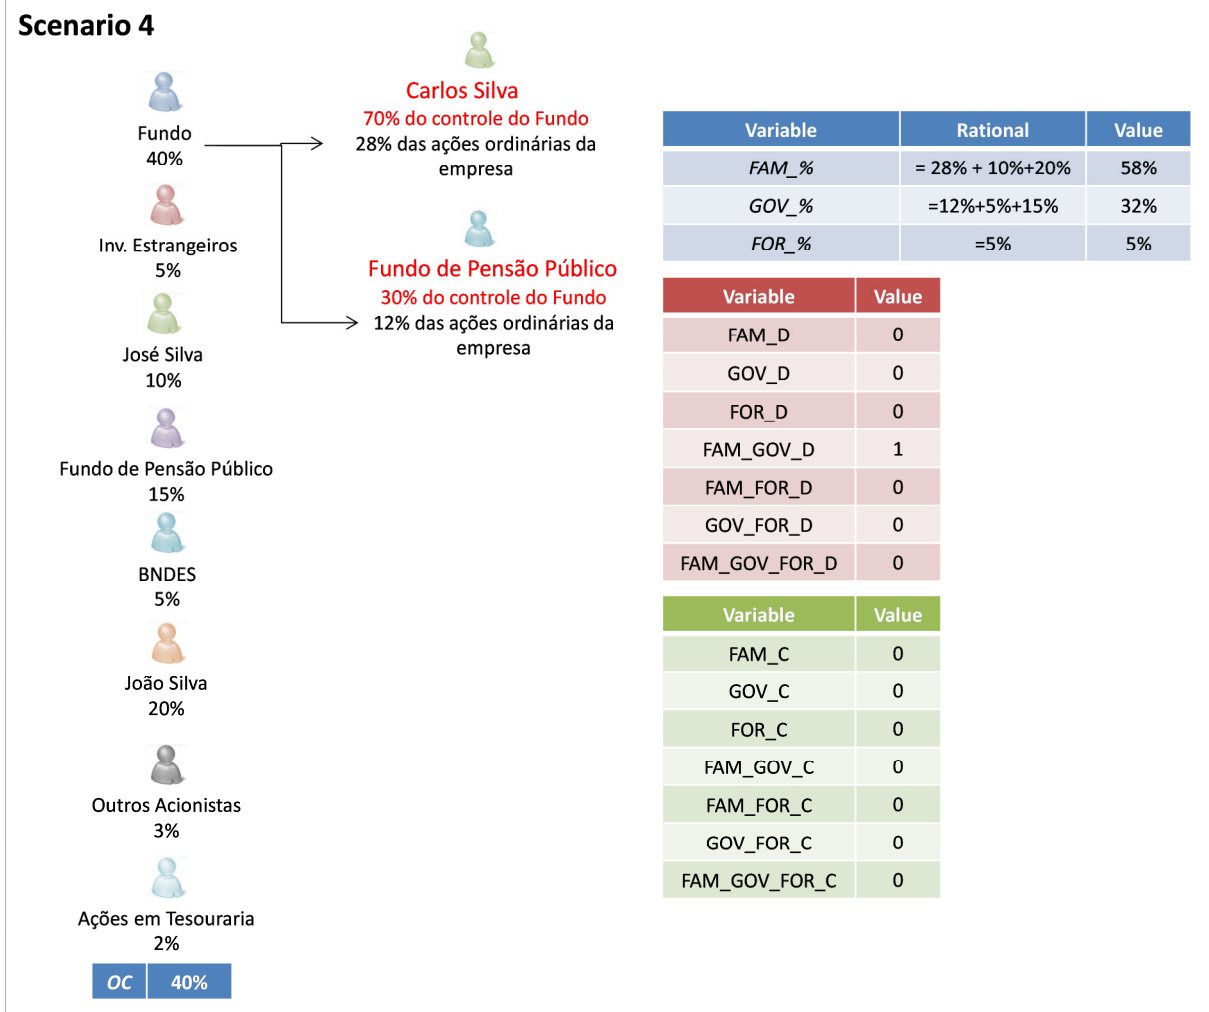 Scenario 4
Fundo
40%
Inv. Estrangeiros
5%
José Silva
10%
Fundo de Pensão Público
15%
BNDES
5%
João Silva
20%
Outros Acionistas
3%
Ações em Tesouraria
2%
OC 40%
Carlos Silva
70% do controle do Fundo
28% das ações ordinárias da
empresa
Fundo de Pensão Público
30% do controle do Fundo
12% das ações ordinárias da
empresa
Variable Rational Value
FAM_% = 28% + 10%+20% 58%
GOV_% =12%+5%+15% 32%
FOR_% =5% 5%
Variable Value
FAM_D 0
GOV_D 0
FOR_D 0
FAM_GOV_D 1
FAM_FOR_D 0
GOV_FOR_D 0
FAM_GOV_FOR_D 0
Variable Value
FAM_C 0
GOV_C 0
FOR_C 0
FAM_GOV_C 0
FAM_FOR_C 0
GOV_FOR_C 0
FAM_GOV_FOR_C 0